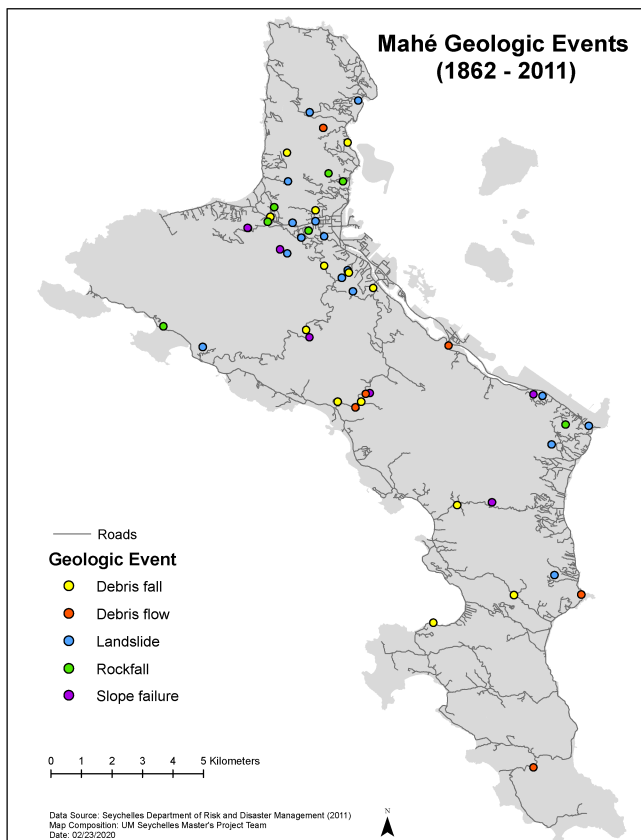 Mahé Geologic Events
(1862 - 2011)
Roads
Geologic Event
Debris fall
Debris flow
Landslide
Rockfall
Slope failure
0 1 2 3 4 5 Kilometers
N
Data Source: Seychelles Department of Risk and Disaster Management (2011)
Map Composition: UM Seychelles Master's Project Team
Date: 02/23/2020